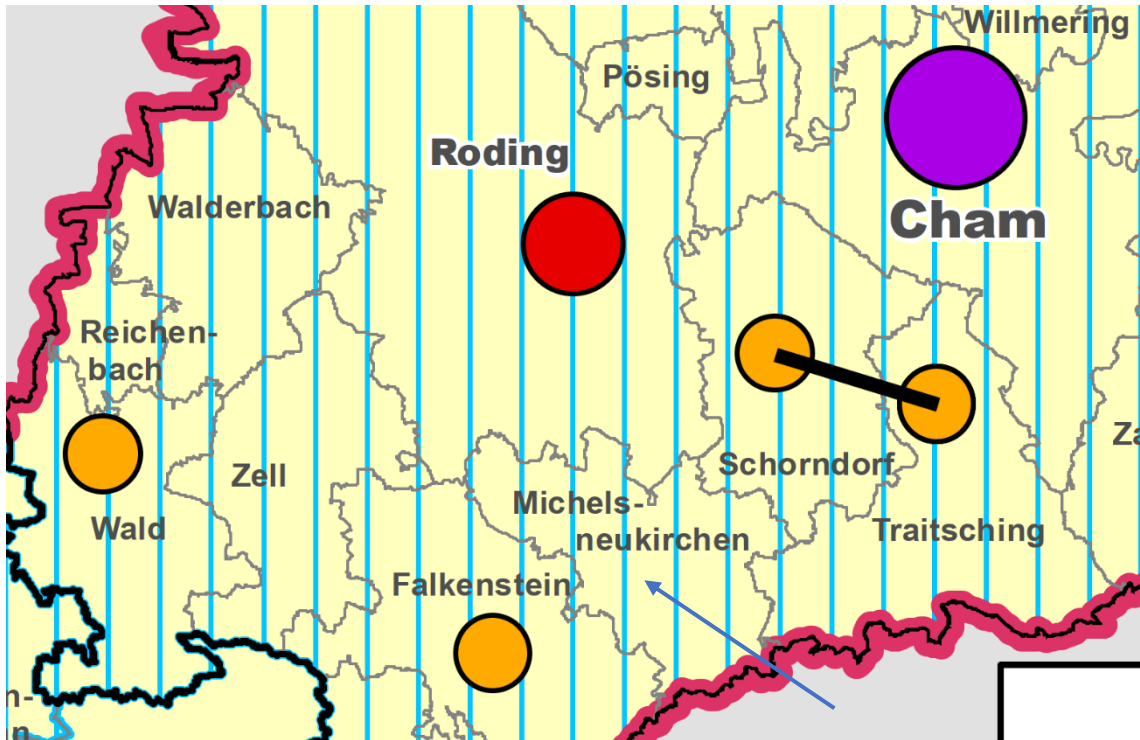 Willmering
Pösing
Roding
Walderbach
Cham
Reichen-
bach
Schorndorf
Zell
Michels-
neukirchen
Wald
Traitsching
Falkenstein